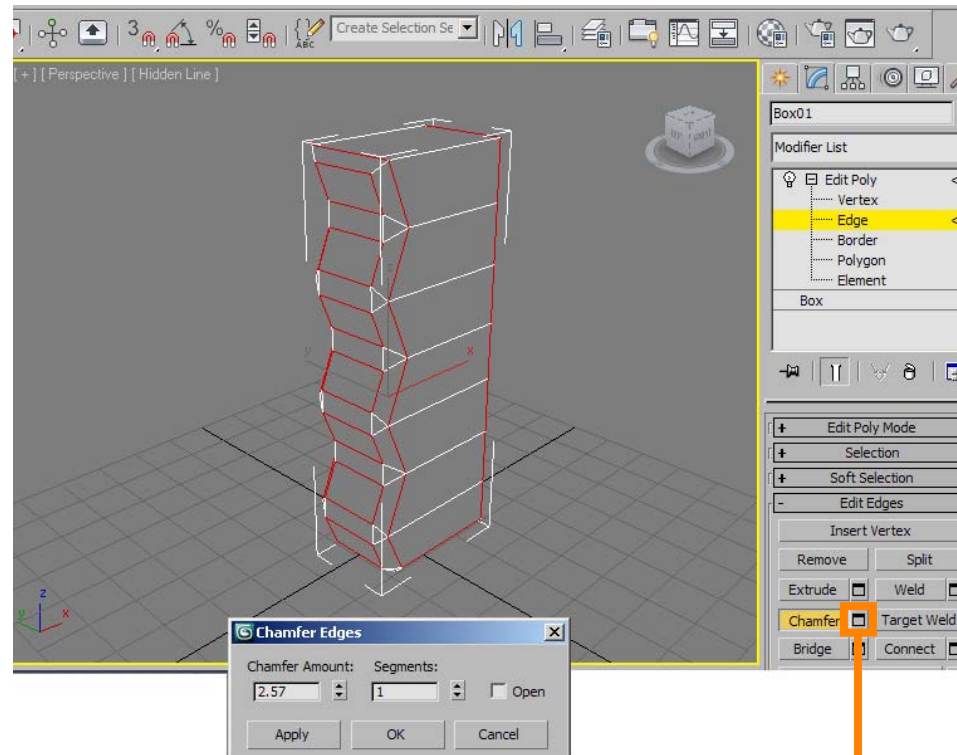 3 % ABC Create Selection Se
[ + ] [ Perspective ] [ Hidden Line ]
Box01
Modifier List
Edit Poly
Vertex
Edge
Border
Polygon
Element
Box
+ Edit Poly Mode
+ Selection
+ Soft Selection
- Edit Edges
Insert Vertex
Remove Split
Extrude Weld
Chamfer Target Weld
Bridge Connect
z
y x
y x
Chamfer Edges
Chamfer Amount: Segments:
2.57 1 Open
Apply OK Cancel